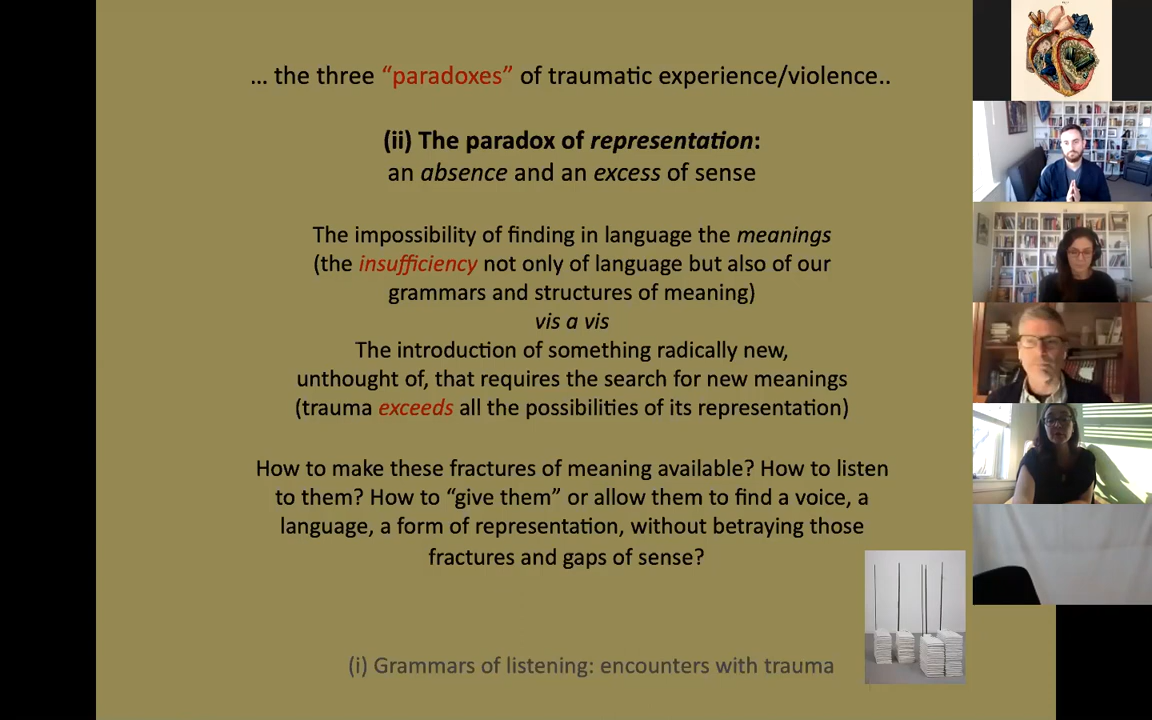 … the three “paradoxes” of traumatic experience/violence..
(ii) The paradox of representation:
an absence and an excess of sense
The impossibility of finding in language the meanings
(the insufficiency not only of language but also of our
grammars and structures of meaning)
vis a vis
The introduction of something radically new,
unthought of, that requires the search for new meanings
(trauma exceeds all the possibilities of its representation)
How to make these fractures of meaning available? How to listen
to them? How to “give them” or allow them to find a voice, a
language, a form of representation, without betraying those
fractures and gaps of sense?
(i) Grammars of listening: encounters with trauma